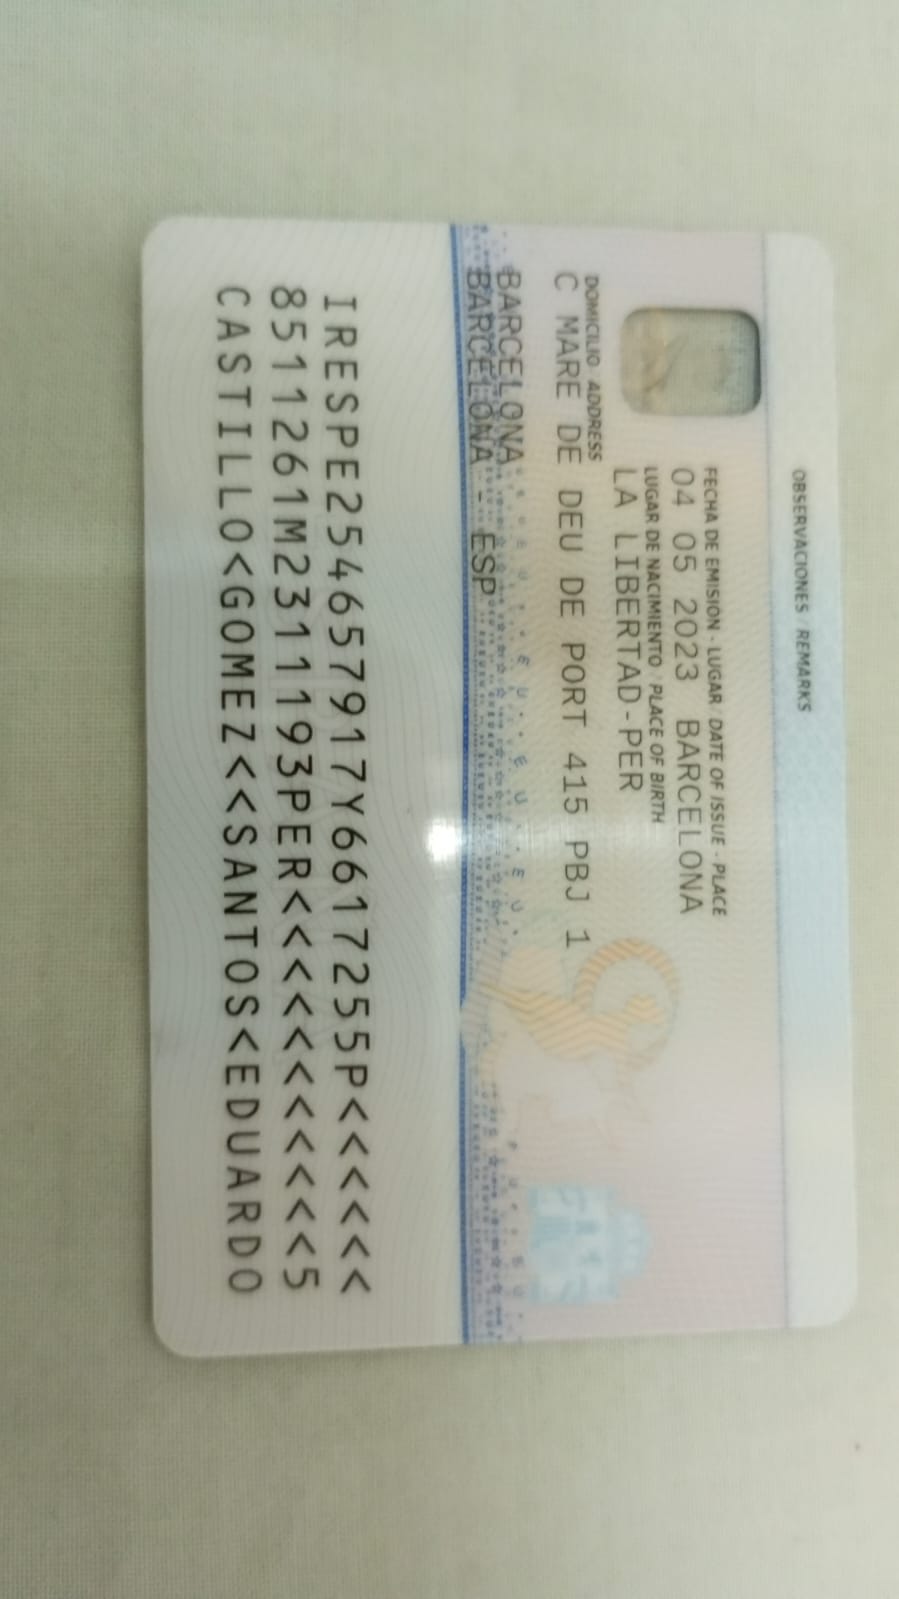 OBSERVACIONES / REMARKS
FECHA DE EMISION - LUGAR / DATE OF ISSUE - PLACE
04 05 2023 BARCELONA
LUGAR DE NACIMIENTO / PLACE OF BIRTH
LA LIBERTAD-PER
DOMICILIO / ADDRESS
C MARE DE DEU DE PORT 415 PBJ 1
BARCELONA
BARCELONA - ESP
IRESPE254657917Y6617255P<<<<<<
8511261M2311193PER<<<<<<<<<<<5
CASTILLO<GOMEZ<<SANTOS<EDUARDO